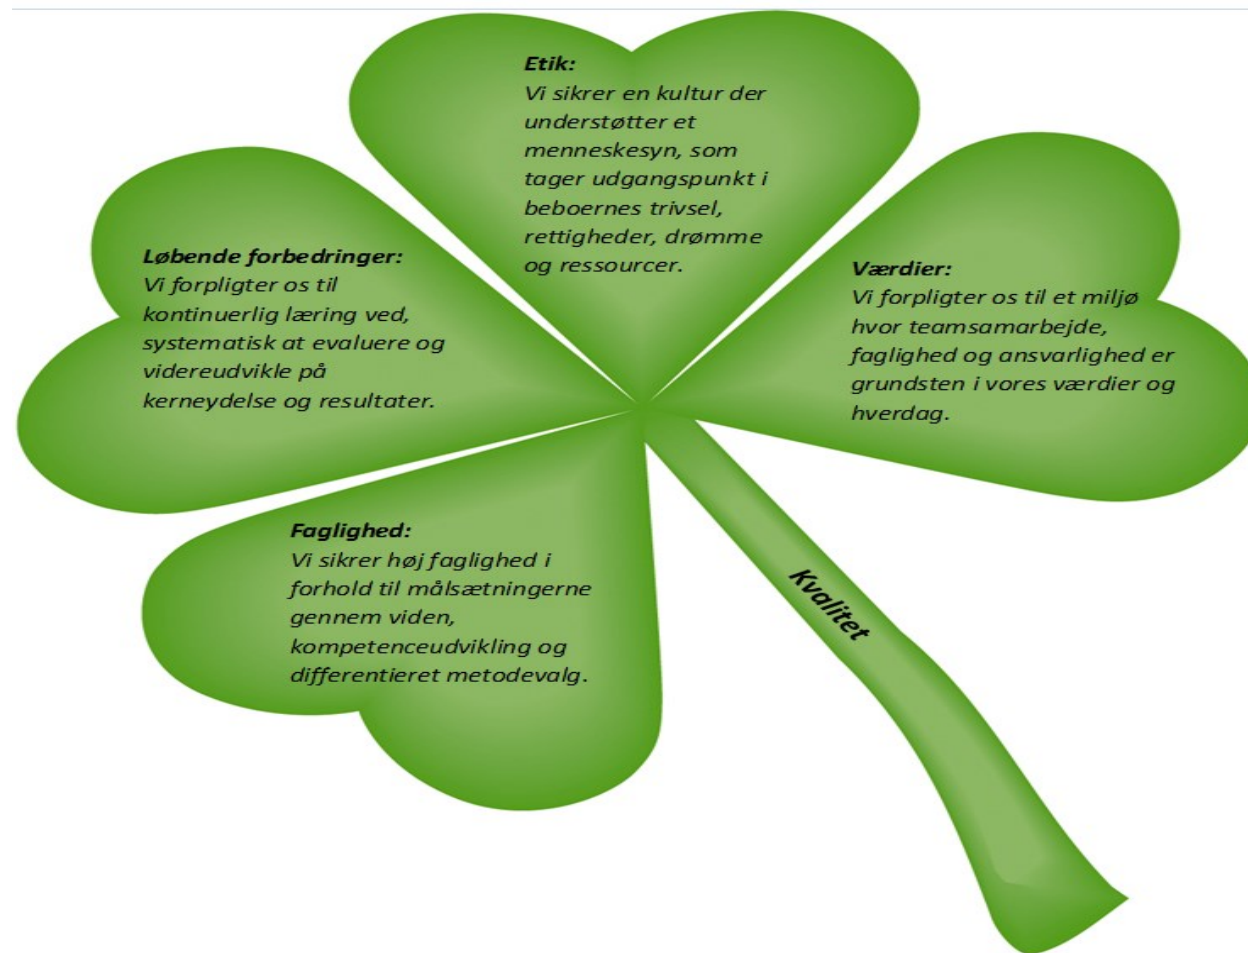 Etik:
Vi sikrer en kultur der
understøtter et
menneskesyn, som
tager udgangspunkt i
beboernes trivsel,
rettigheder, drømme
og ressourcer.
Løbende forbedringer:
Vi forpligter os til
kontinuerlig læring ved,
systematisk at evaluere og
videreudvikle på
kerneydelse og resultater.
Værdier:
Vi forpligter os til et miljø
hvor teamsamarbejde,
faglighed og ansvarlighed er
grundsten i vores værdier og
hverdag.
Faglighed:
Vi sikrer høj faglighed i
forhold til målsætningerne
gennem viden,
kompetenceudvikling og
differentieret metodevalg.
Kvalitet